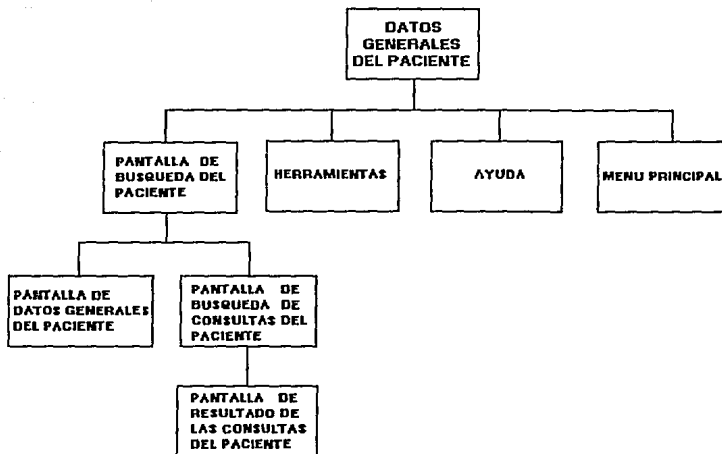 DATOS
GENERALES
DEL PACIENTE
PANTALLA DE
BUSQUEDA DEL
PACIENTE
HERRAMIENTAS
AYUDA
MENU PRINCIPAL
PANTALLA DE
DATOS GENERALES
DEL PACIENTE
PANTALLA DE
BUSQUEDA DE
CONSULTAS DEL
PACIENTE
PANTALLA DE
RESULTADO DE
LAS CONSULTAS
DEL PACIENTE